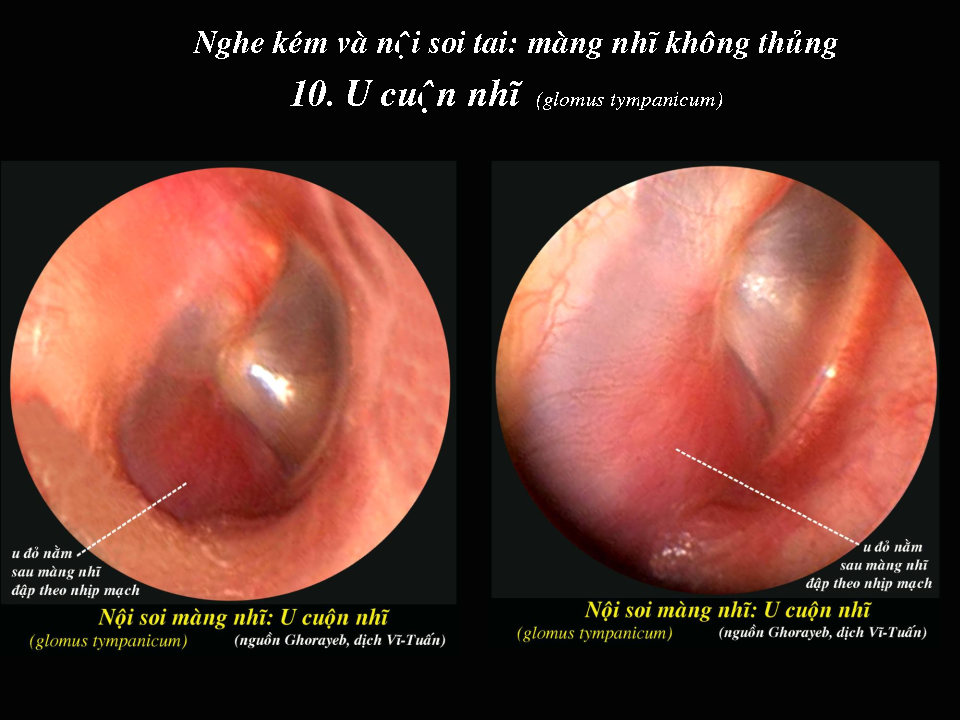 Nghe kém và nội soi tai: màng nhĩ không thủng
10. U cuộn nhĩ (glomus tympanicum)
u đỏ nằm
sau màng nhĩ
đập theo nhịp mạch
Nội soi màng nhĩ: U cuộn nhĩ
(glomus tympanicum) (nguồn Ghorayeb, dịch Vĩ-Tuấn)
u đỏ nằm
sau màng nhĩ
đập theo nhịp mạch
Nội soi màng nhĩ: U cuộn nhĩ
(glomus tympanicum) (nguồn Ghorayeb, dịch Vĩ-Tuấn)